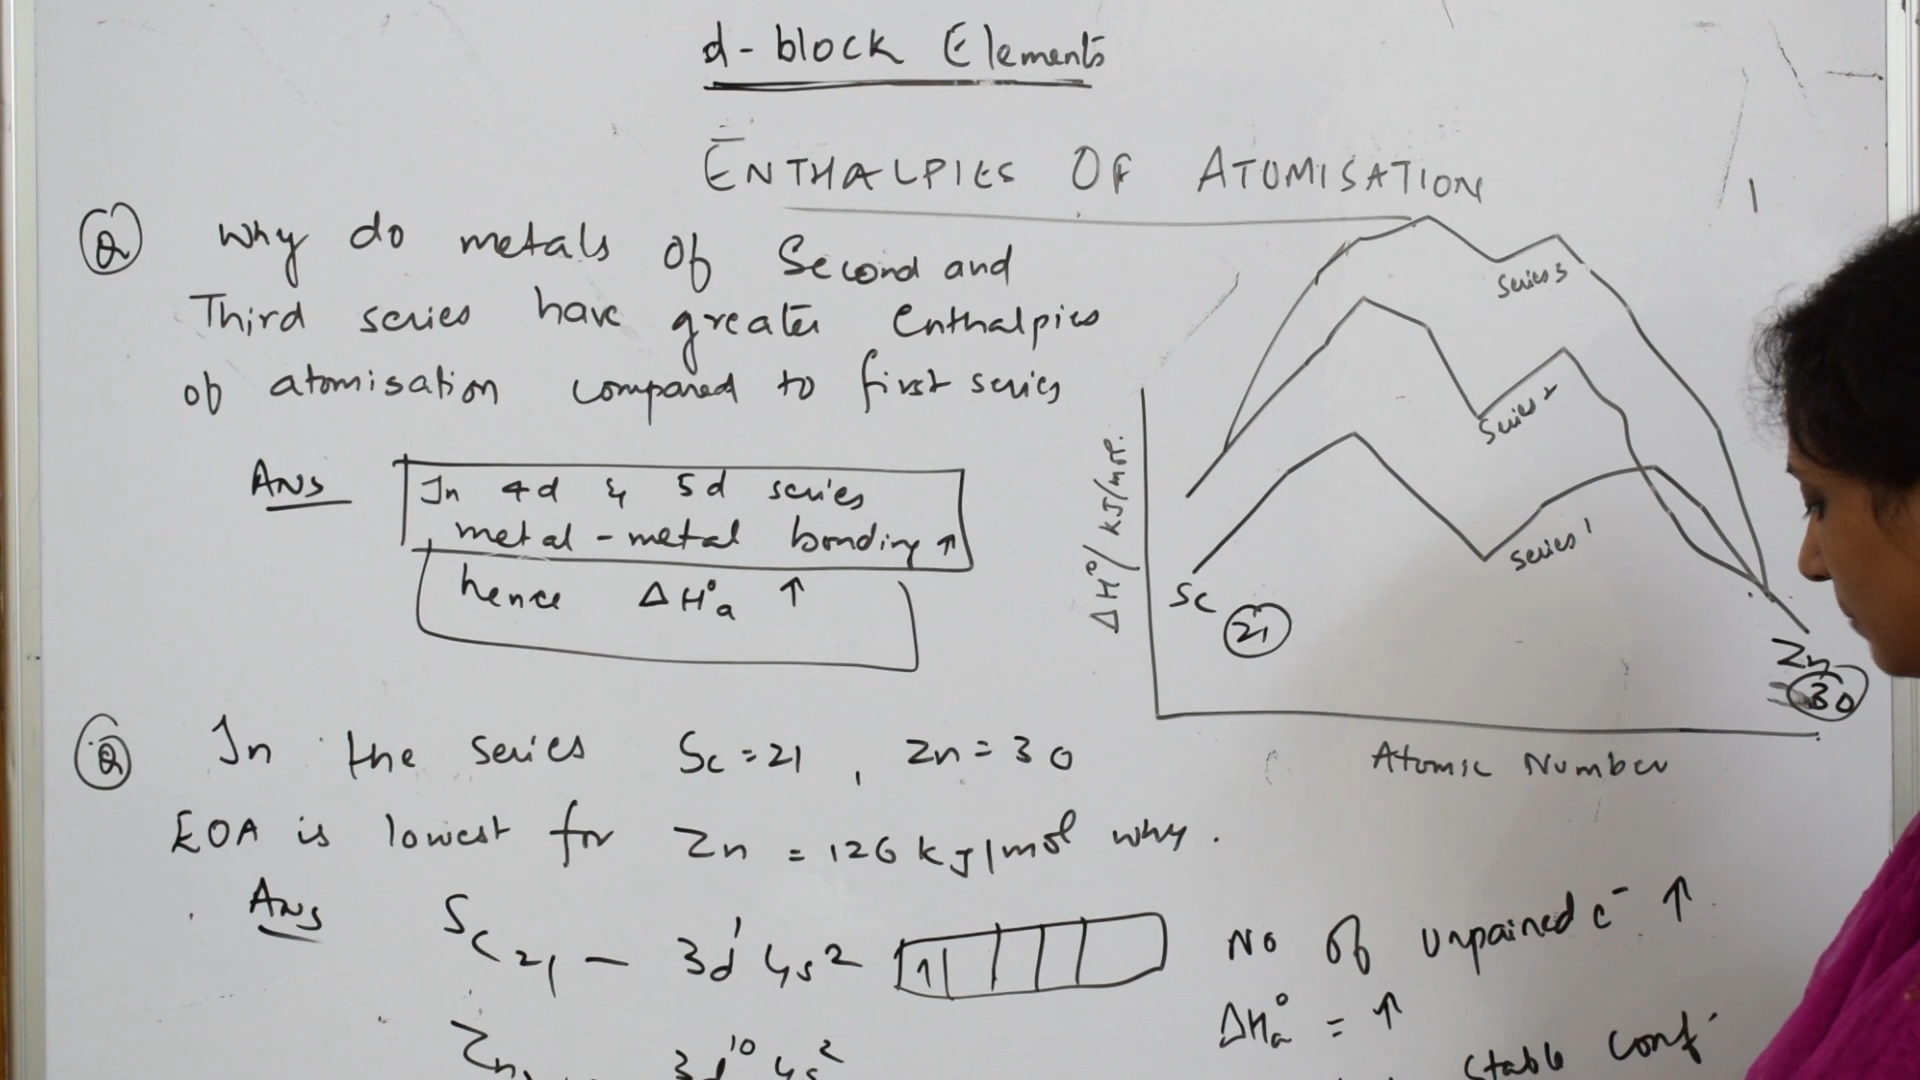 d-block Elements
ENTHALPIES OF ATOMISATION
Q Why do metals of Second and
Third series have greater Enthalpies
of atomisation compared to first series
Ans In 4d & 5d series
metal-metal bonding ↑
hence ΔH°a ↑
Series 3
Series 2
Series 1
ΔH°/kJ/mol.
Sc
21
Zn
30
Atomic Number
Q In the series Sc=21, Zn=30
EOA is lowest for Zn = 126 kJ/mol why.
Ans Sc21 – 3d¹ 4s² ↑
No of unpaired e⁻ ↑
ΔH°a = ↑
Zn 3d¹⁰ 4s²
stable conf.